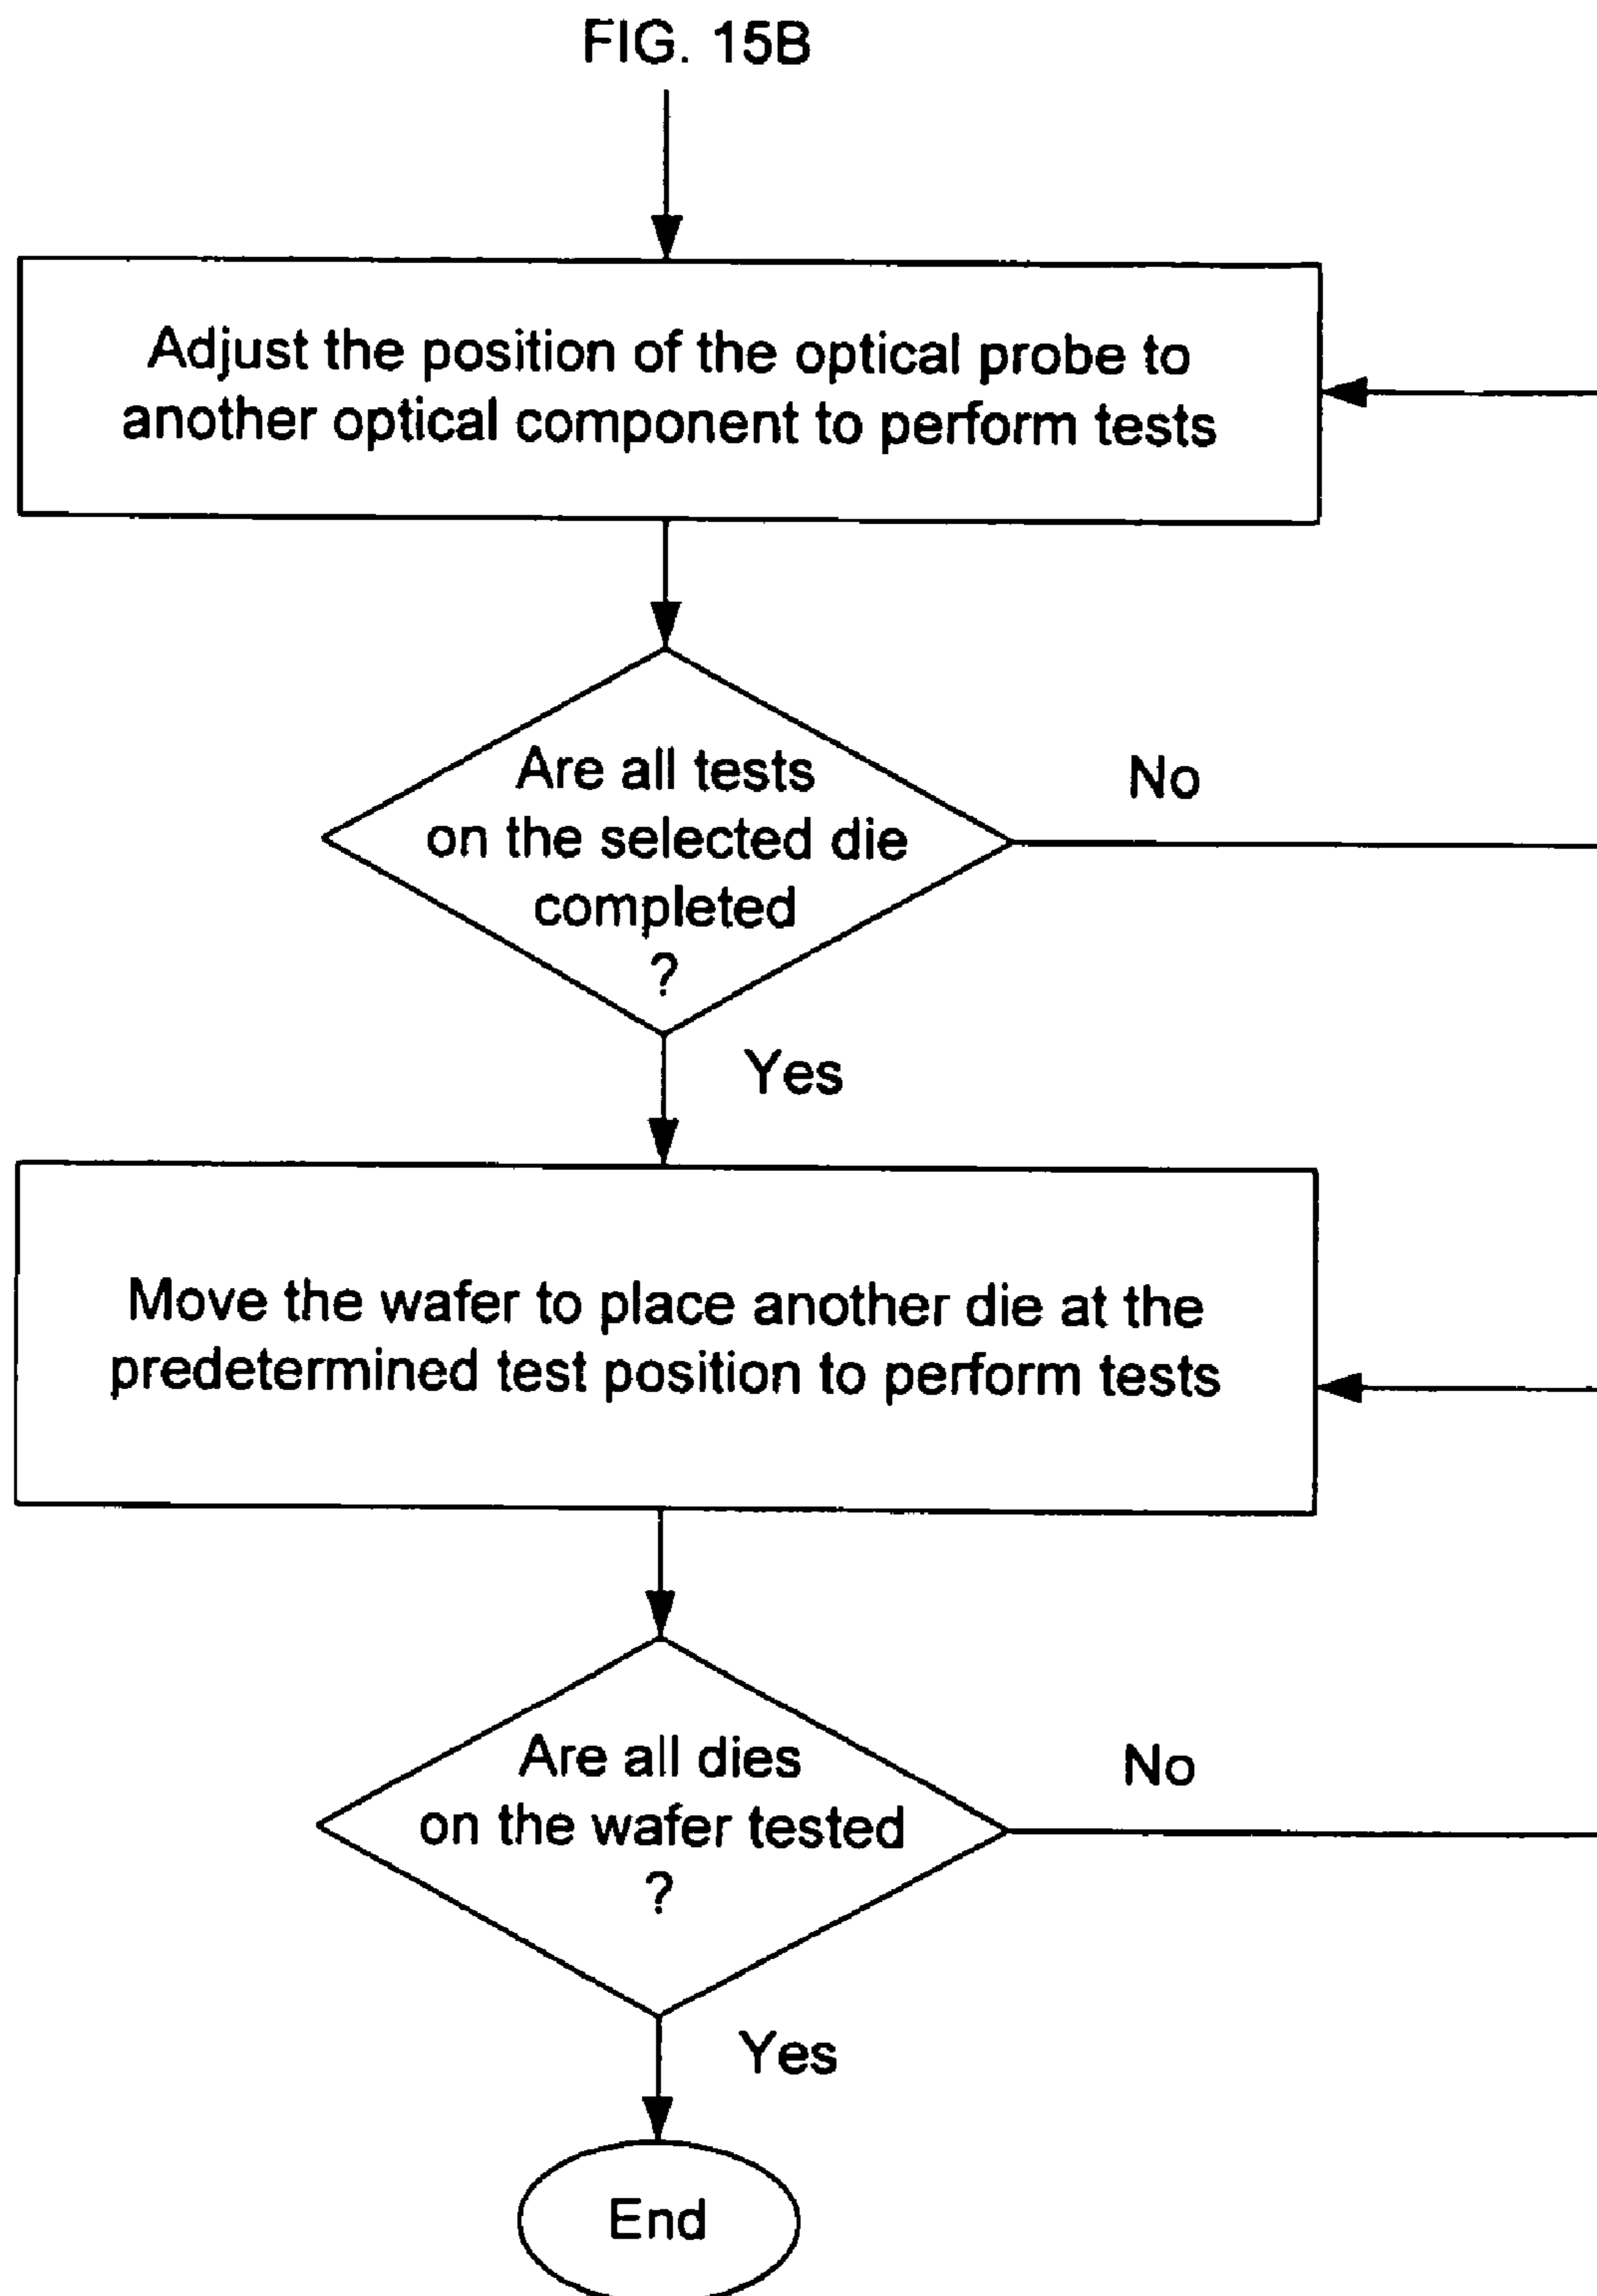 FIG. 15B
Adjust the position of the optical probe to
another optical component to perform tests
Are all tests
on the selected die
completed
?
No
Yes
Move the wafer to place another die at the
predetermined test position to perform tests
Are all dies
on the wafer tested
?
No
Yes
End